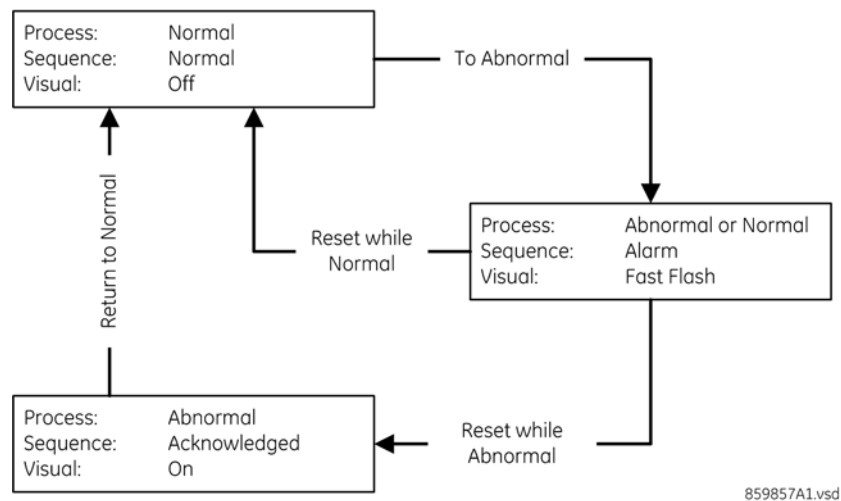 Process: Normal
Sequence: Normal
Visual: Off
To Abnormal
Process: Abnormal or Normal
Sequence: Alarm
Visual: Fast Flash
Reset while
Normal
Return to Normal
Process: Abnormal
Sequence: Acknowledged
Visual: On
Reset while
Abnormal
859857A1.vsd